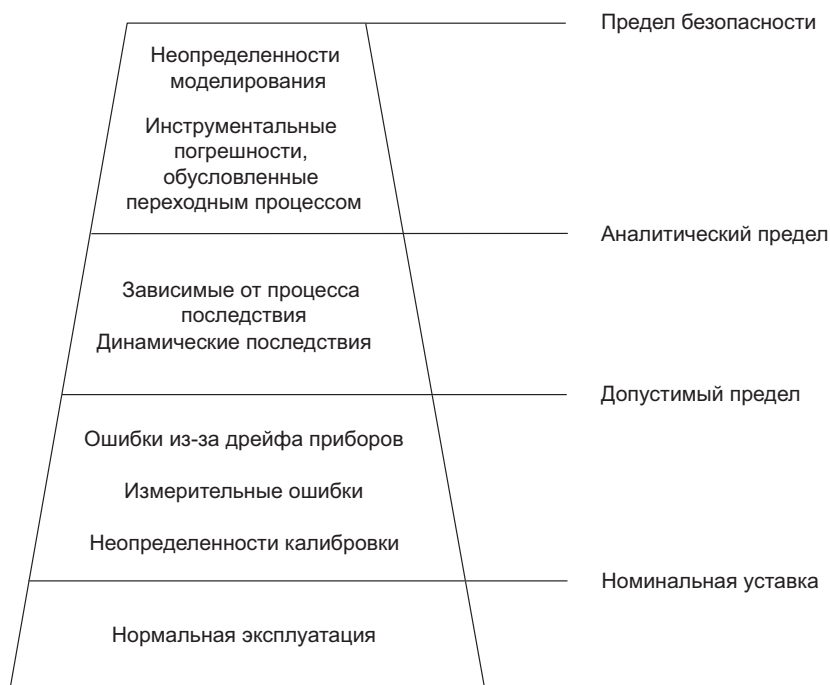 Предел безопасности
Неопределенности
моделирования
Инструментальные
погрешности,
обусловленные
переходным процессом
Аналитический предел
Зависимые от процесса
последствия
Динамические последствия
Допустимый предел
Ошибки из-за дрейфа приборов
Измерительные ошибки
Неопределенности калибровки
Номинальная уставка
Нормальная эксплуатация